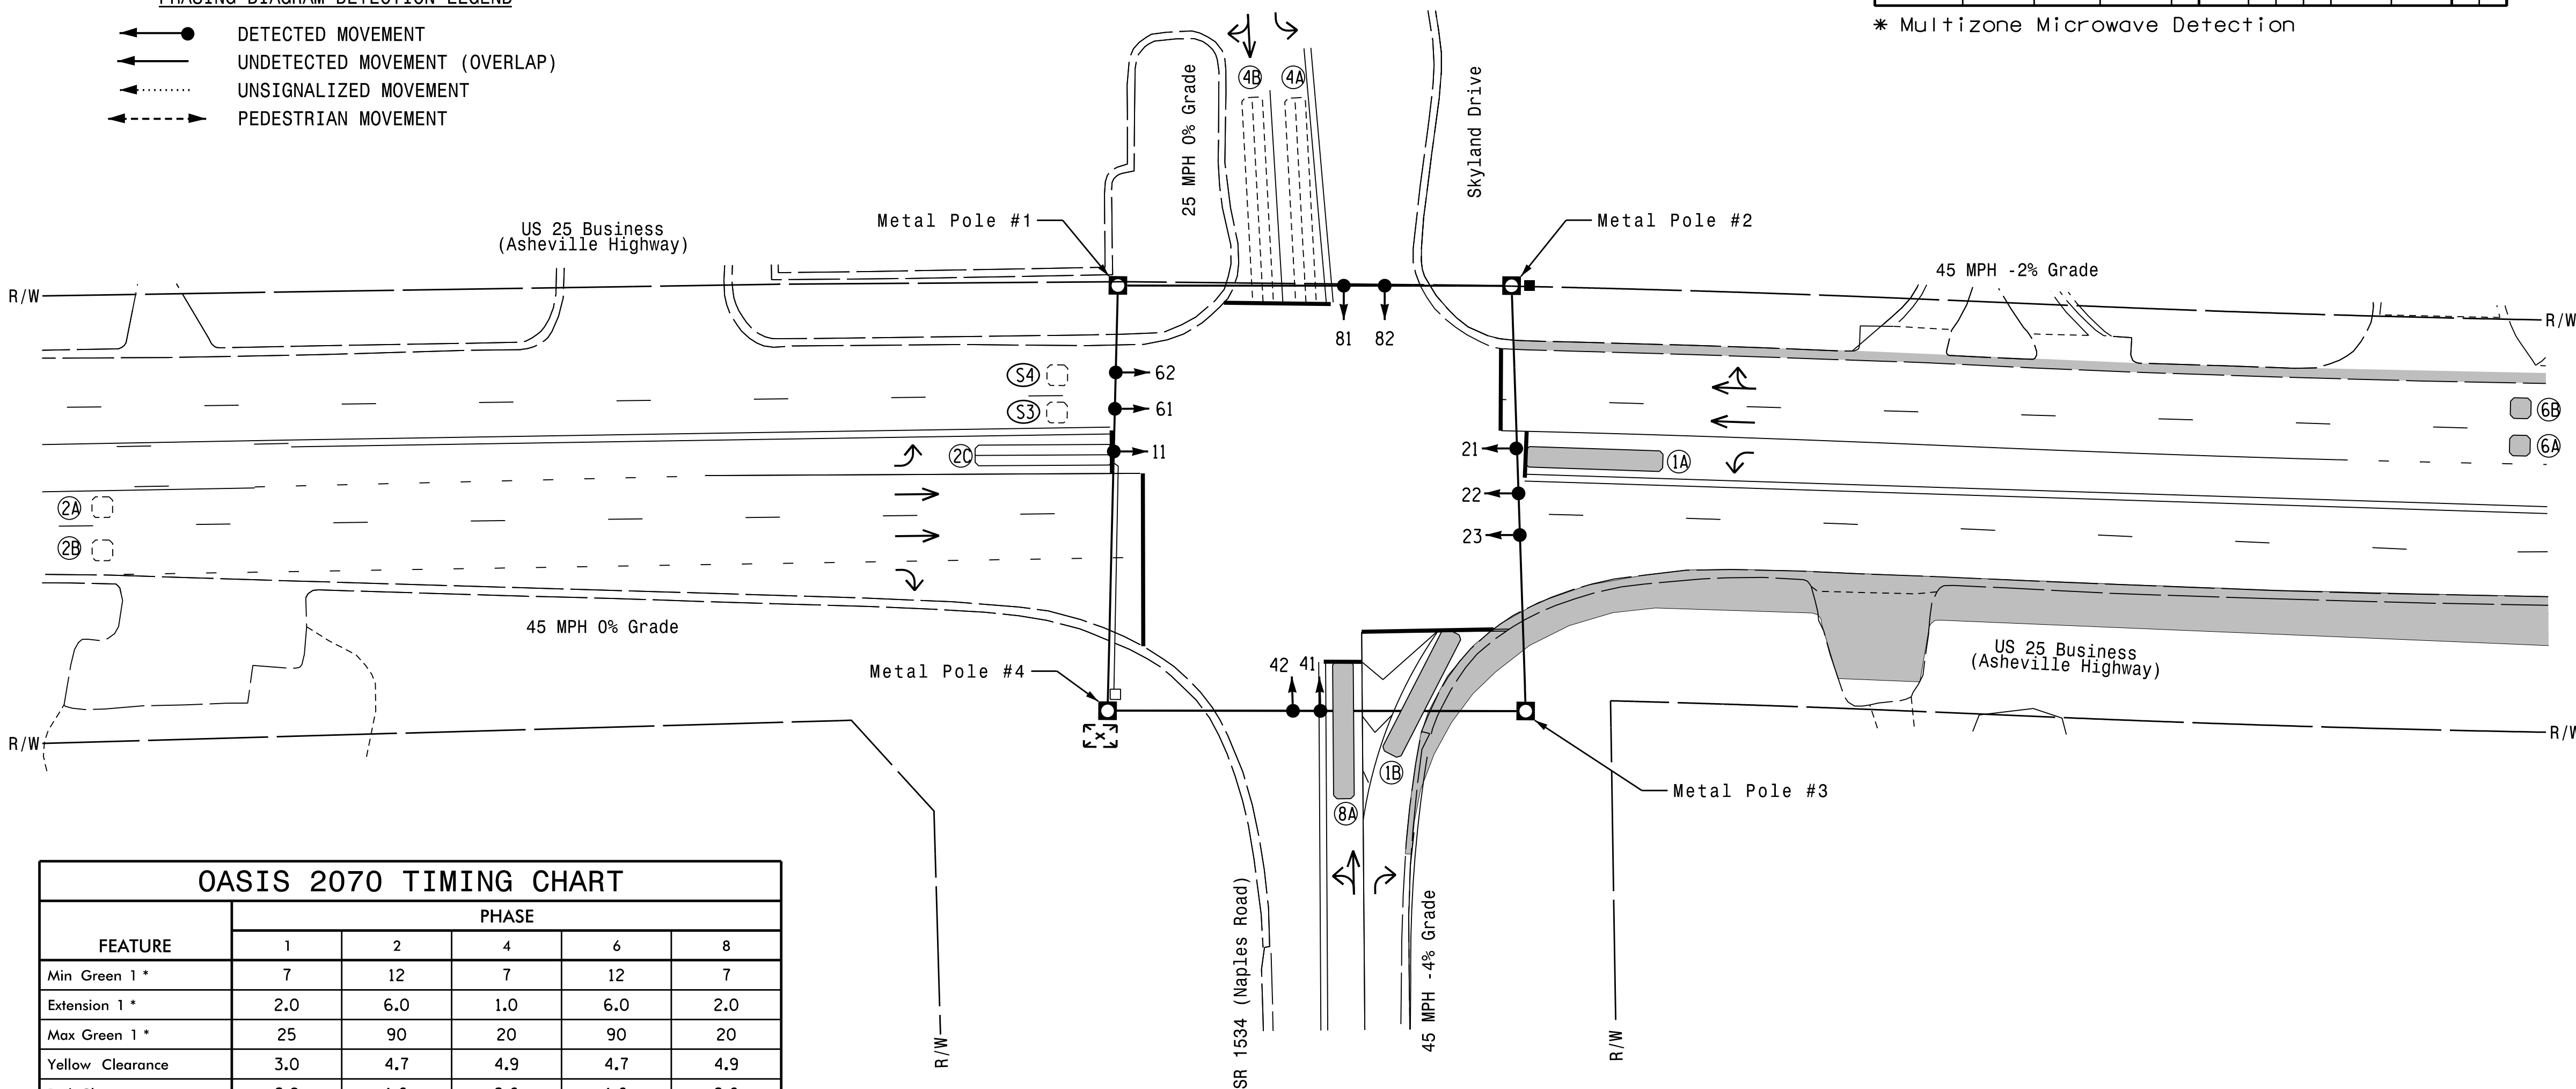 PHASING DIAGRAM DETECTION LEGEND
DETECTED MOVEMENT
UNDETECTED MOVEMENT (OVERLAP)
UNSIGNALIZED MOVEMENT
PEDESTRIAN MOVEMENT
* Multizone Microwave Detection
4B
4A
25 MPH 0% Grade
Skyland Drive
Metal Pole #1
Metal Pole #2
US 25 Business
(Asheville Highway)
45 MPH -2% Grade
R/W
R/W
81
82
S4
62
S3
61
2C
11
21
1A
22
23
6B
6A
2A
2B
45 MPH 0% Grade
US 25 Business
(Asheville Highway)
Metal Pole #4
42
41
R/W
R/W
X
1B
8A
Metal Pole #3
SR 1534 (Naples Road)
45 MPH -4% Grade
R/W
R/W
OASIS 2070 TIMING CHART
PHASE
FEATURE 1 2 4 6 8
Min Green 1 * 7 12 7 12 7
Extension 1 * 2.0 6.0 1.0 6.0 2.0
Max Green 1 * 25 90 20 90 20
Yellow Clearance 3.0 4.7 4.9 4.7 4.9